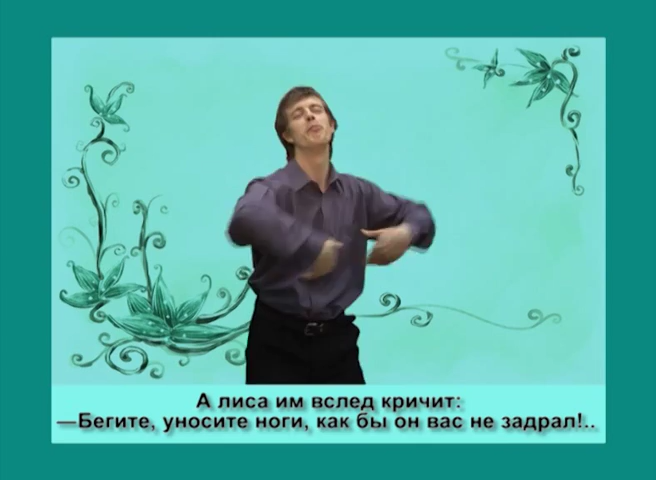 А лиса им вслед кричит:
—Бегите, уносите ноги, как бы он вас не задрал!..